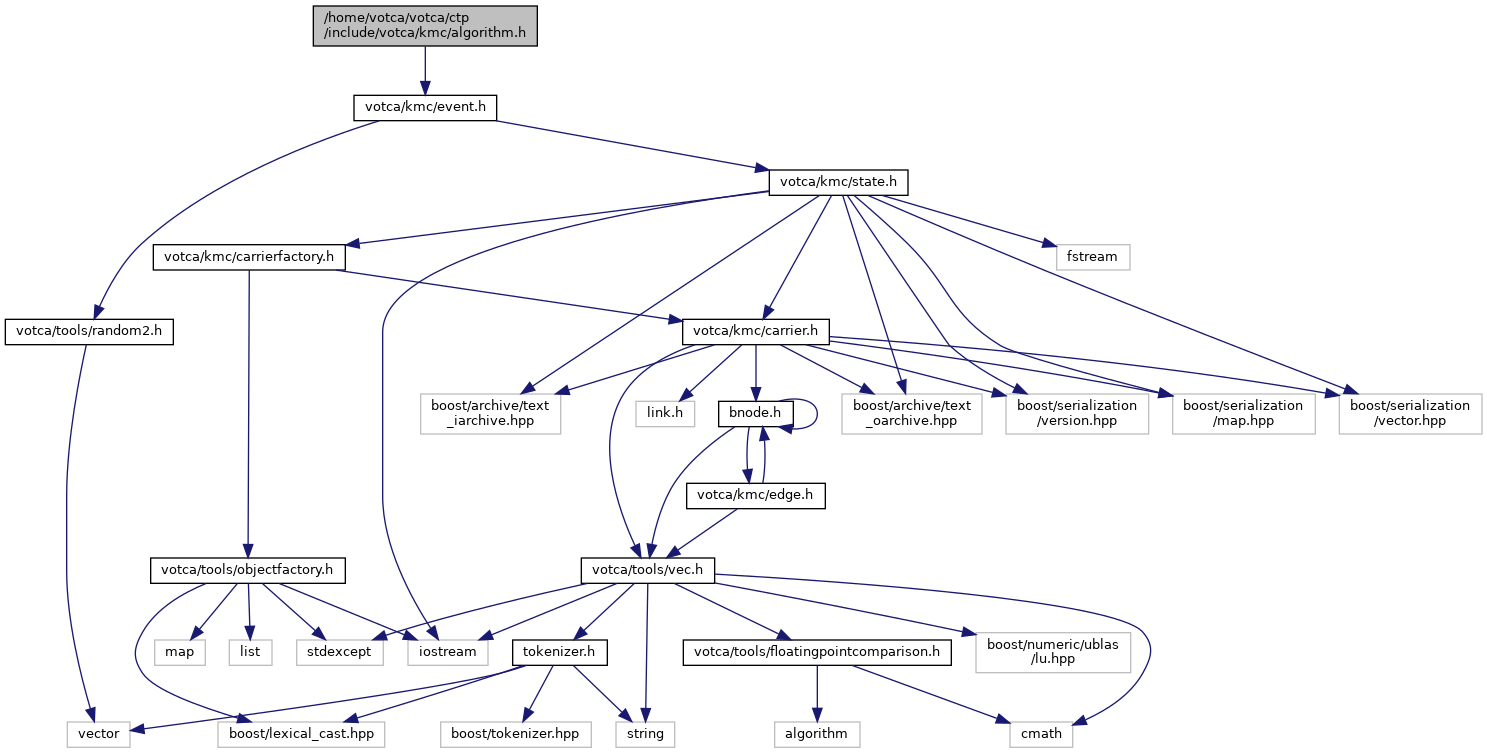 /home/votca/votca/ctp
/include/votca/kmc/algorithm.h
votca/kmc/event.h
votca/kmc/state.h
votca/kmc/carrierfactory.h
fstream
votca/tools/random2.h
votca/kmc/carrier.h
boost/archive/text
_iarchive.hpp
link.h
bnode.h
boost/archive/text
_oarchive.hpp
boost/serialization
/version.hpp
boost/serialization
/map.hpp
boost/serialization
/vector.hpp
votca/kmc/edge.h
votca/tools/objectfactory.h
votca/tools/vec.h
map
list
stdexcept
iostream
tokenizer.h
votca/tools/floatingpointcomparison.h
boost/numeric/ublas
/lu.hpp
vector
boost/lexical_cast.hpp
boost/tokenizer.hpp
string
algorithm
cmath